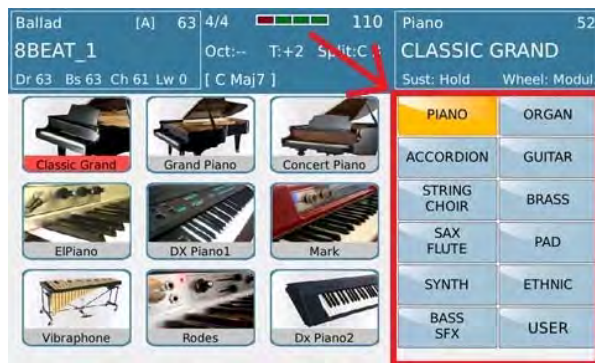 Ballad [A] 63
8BEAT_1
Dr 63 Bs 63 Ch 61 Lw 0
4/4 110
Oct:-- T:+2 Split:C
[ C Maj7 ]
Piano 52
CLASSIC GRAND
Sust: Hold Wheel: Modul.
Classic Grand
Grand Piano
Concert Piano
ElPiano
DX Piano1
Mark
Vibraphone
Rodes
Dx Piano2
PIANO
ORGAN
ACCORDION
GUITAR
STRING
CHOIR
BRASS
SAX
FLUTE
PAD
SYNTH
ETHNIC
BASS
SFX
USER